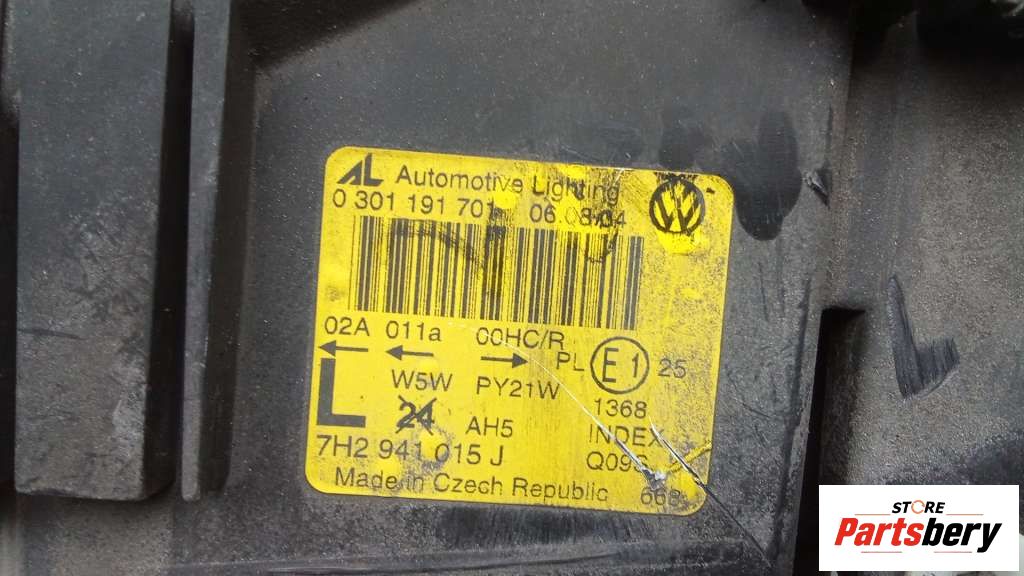 AL Automotive Lighting
0 301 191 701 06.08.04
02A 011a 00HC/R
PL E1 25
W5W PY21W 1368
L 24 AH5 INDEX
7H2 941 015 J
Made in Czech Republic
STORE
Partsbery